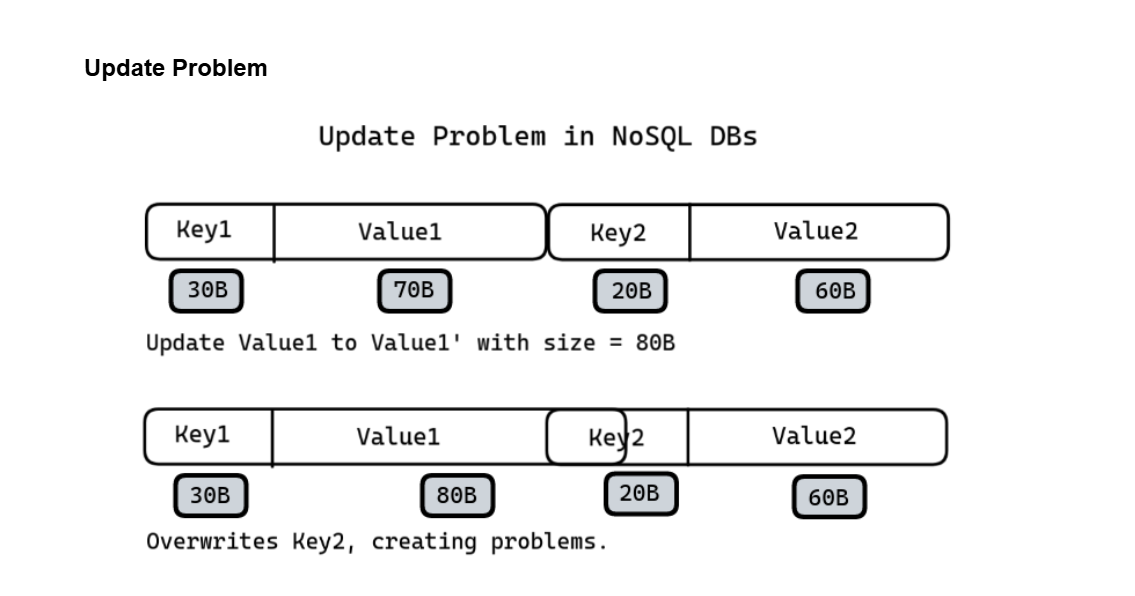 Update Problem
Update Problem in NoSQL DBs
Key1 Value1 Key2 Value2
30B 70B 20B 60B
Update Value1 to Value1' with size = 80B
Key1 Value1 Key2 Value2
30B 80B 20B 60B
Overwrites Key2, creating problems.